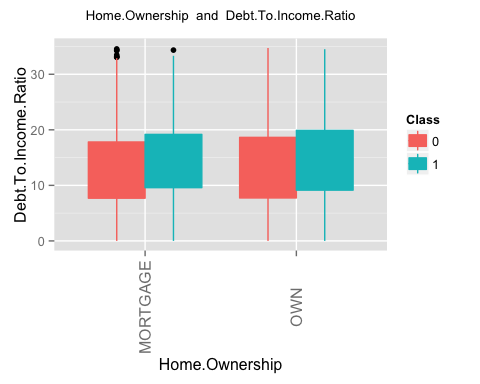 Home.Ownership and Debt.To.Income.Ratio
Debt.To.Income.Ratio
30
20
10
0
MORTGAGE
OWN
Home.Ownership
Class
0
1